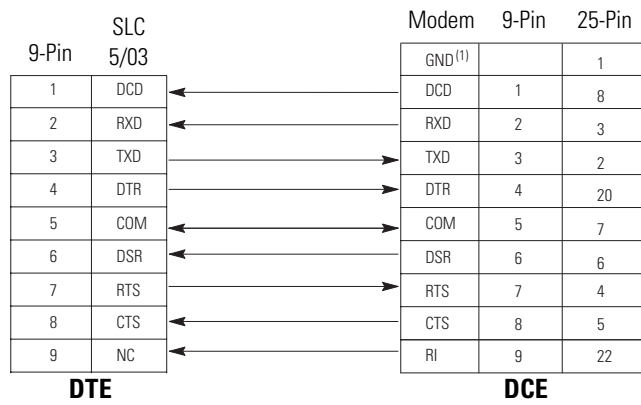 SLC
9-Pin 5/03
Modem 9-Pin 25-Pin
GND(1) 1
1 DCD DCD 1 8
2 RXD RXD 2 3
3 TXD TXD 3 2
4 DTR DTR 4 20
5 COM COM 5 7
6 DSR DSR 6 6
7 RTS RTS 7 4
8 CTS CTS 8 5
9 NC RI 9 22
DTE DCE